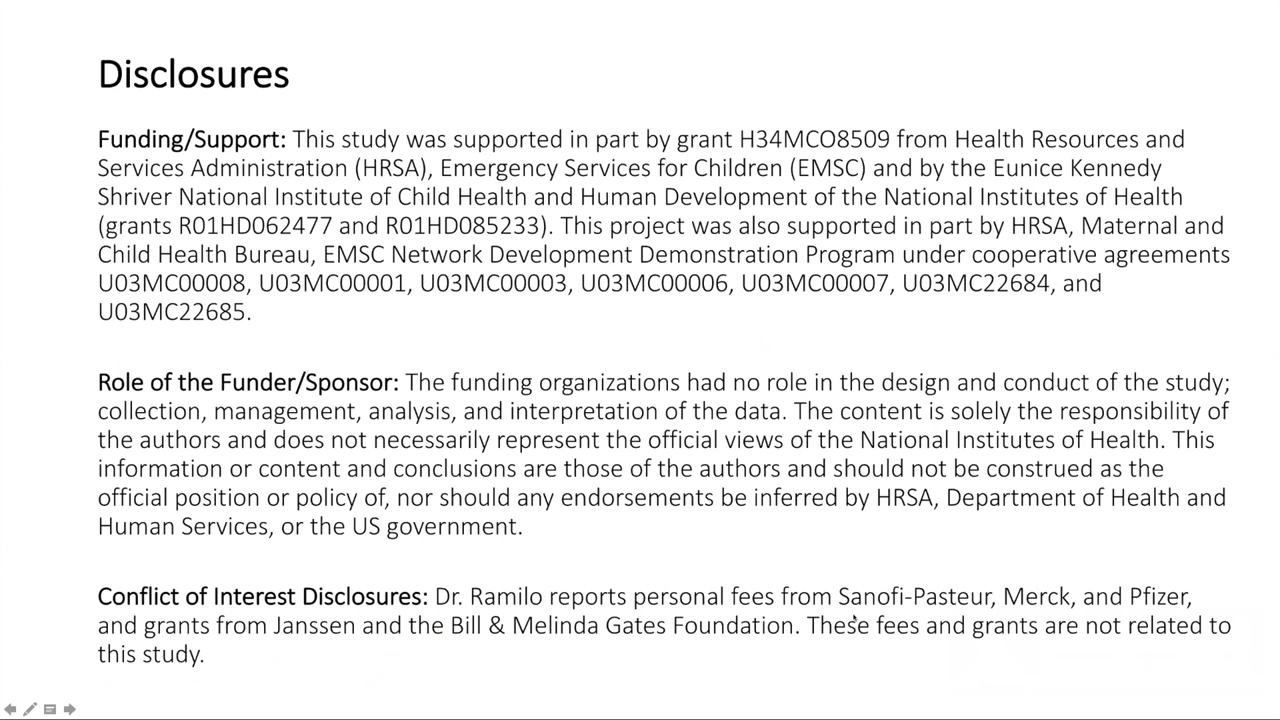 Disclosures
Funding/Support: This study was supported in part by grant H34MCO8509 from Health Resources and
Services Administration (HRSA), Emergency Services for Children (EMSC) and by the Eunice Kennedy
Shriver National Institute of Child Health and Human Development of the National Institutes of Health
(grants R01HD062477 and R01HD085233). This project was also supported in part by HRSA, Maternal and
Child Health Bureau, EMSC Network Development Demonstration Program under cooperative agreements
U03MC00008, U03MC00001, U03MC00003, U03MC00006, U03MC00007, U03MC22684, and
U03MC22685.
Role of the Funder/Sponsor: The funding organizations had no role in the design and conduct of the study;
collection, management, analysis, and interpretation of the data. The content is solely the responsibility of
the authors and does not necessarily represent the official views of the National Institutes of Health. This
information or content and conclusions are those of the authors and should not be construed as the
official position or policy of, nor should any endorsements be inferred by HRSA, Department of Health and
Human Services, or the US government.
Conflict of Interest Disclosures: Dr. Ramilo reports personal fees from Sanofi-Pasteur, Merck, and Pfizer,
and grants from Janssen and the Bill & Melinda Gates Foundation. These fees and grants are not related to
this study.